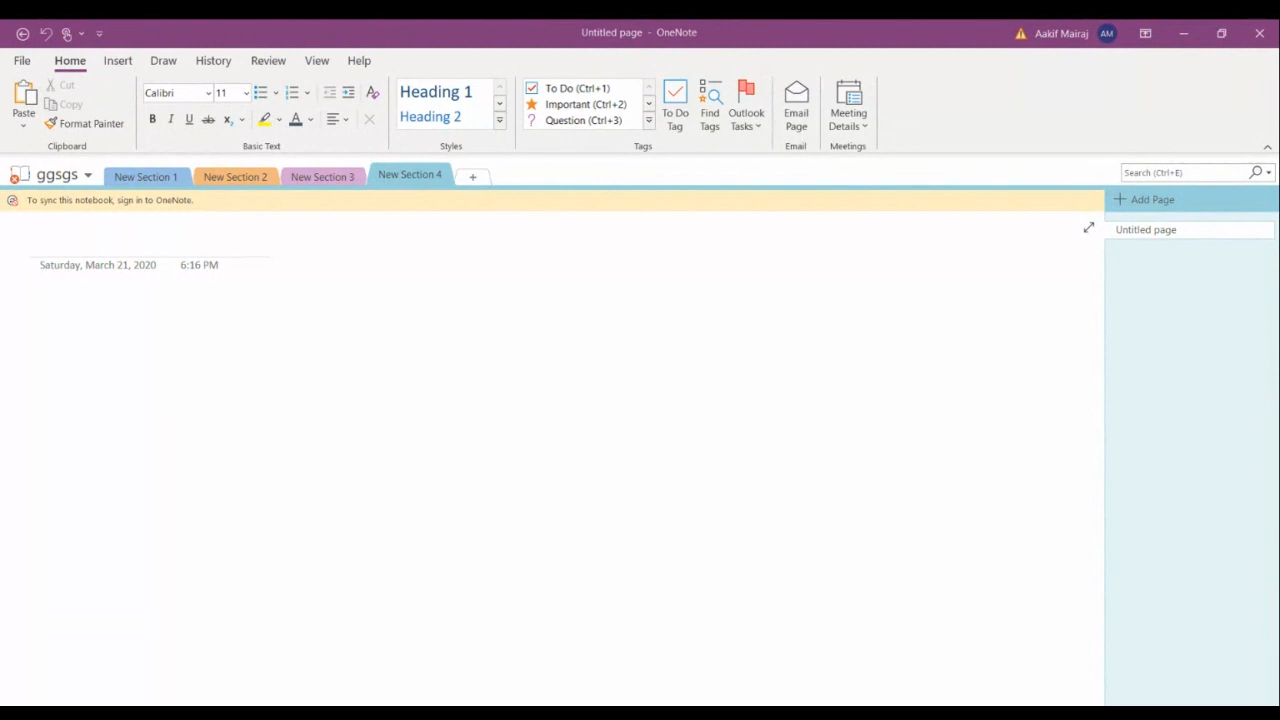 Untitled page - OneNote
Aakif Mairaj AM
File Home Insert Draw History Review View Help
Paste
Cut
Copy
Format Painter
Clipboard
Calibri 11
B I U ab x A
Basic Text
Heading 1
Heading 2
Styles
To Do (Ctrl+1)
Important (Ctrl+2)
Question (Ctrl+3)
To Do Tag
Find Tags
Outlook Tasks
Tags
Email Page
Email
Meeting Details
Meetings
ggsgs New Section 1 New Section 2 New Section 3 New Section 4 +
Search (Ctrl+E)
To sync this notebook, sign in to OneNote.
Add Page
Untitled page
Saturday, March 21, 2020 6:16 PM